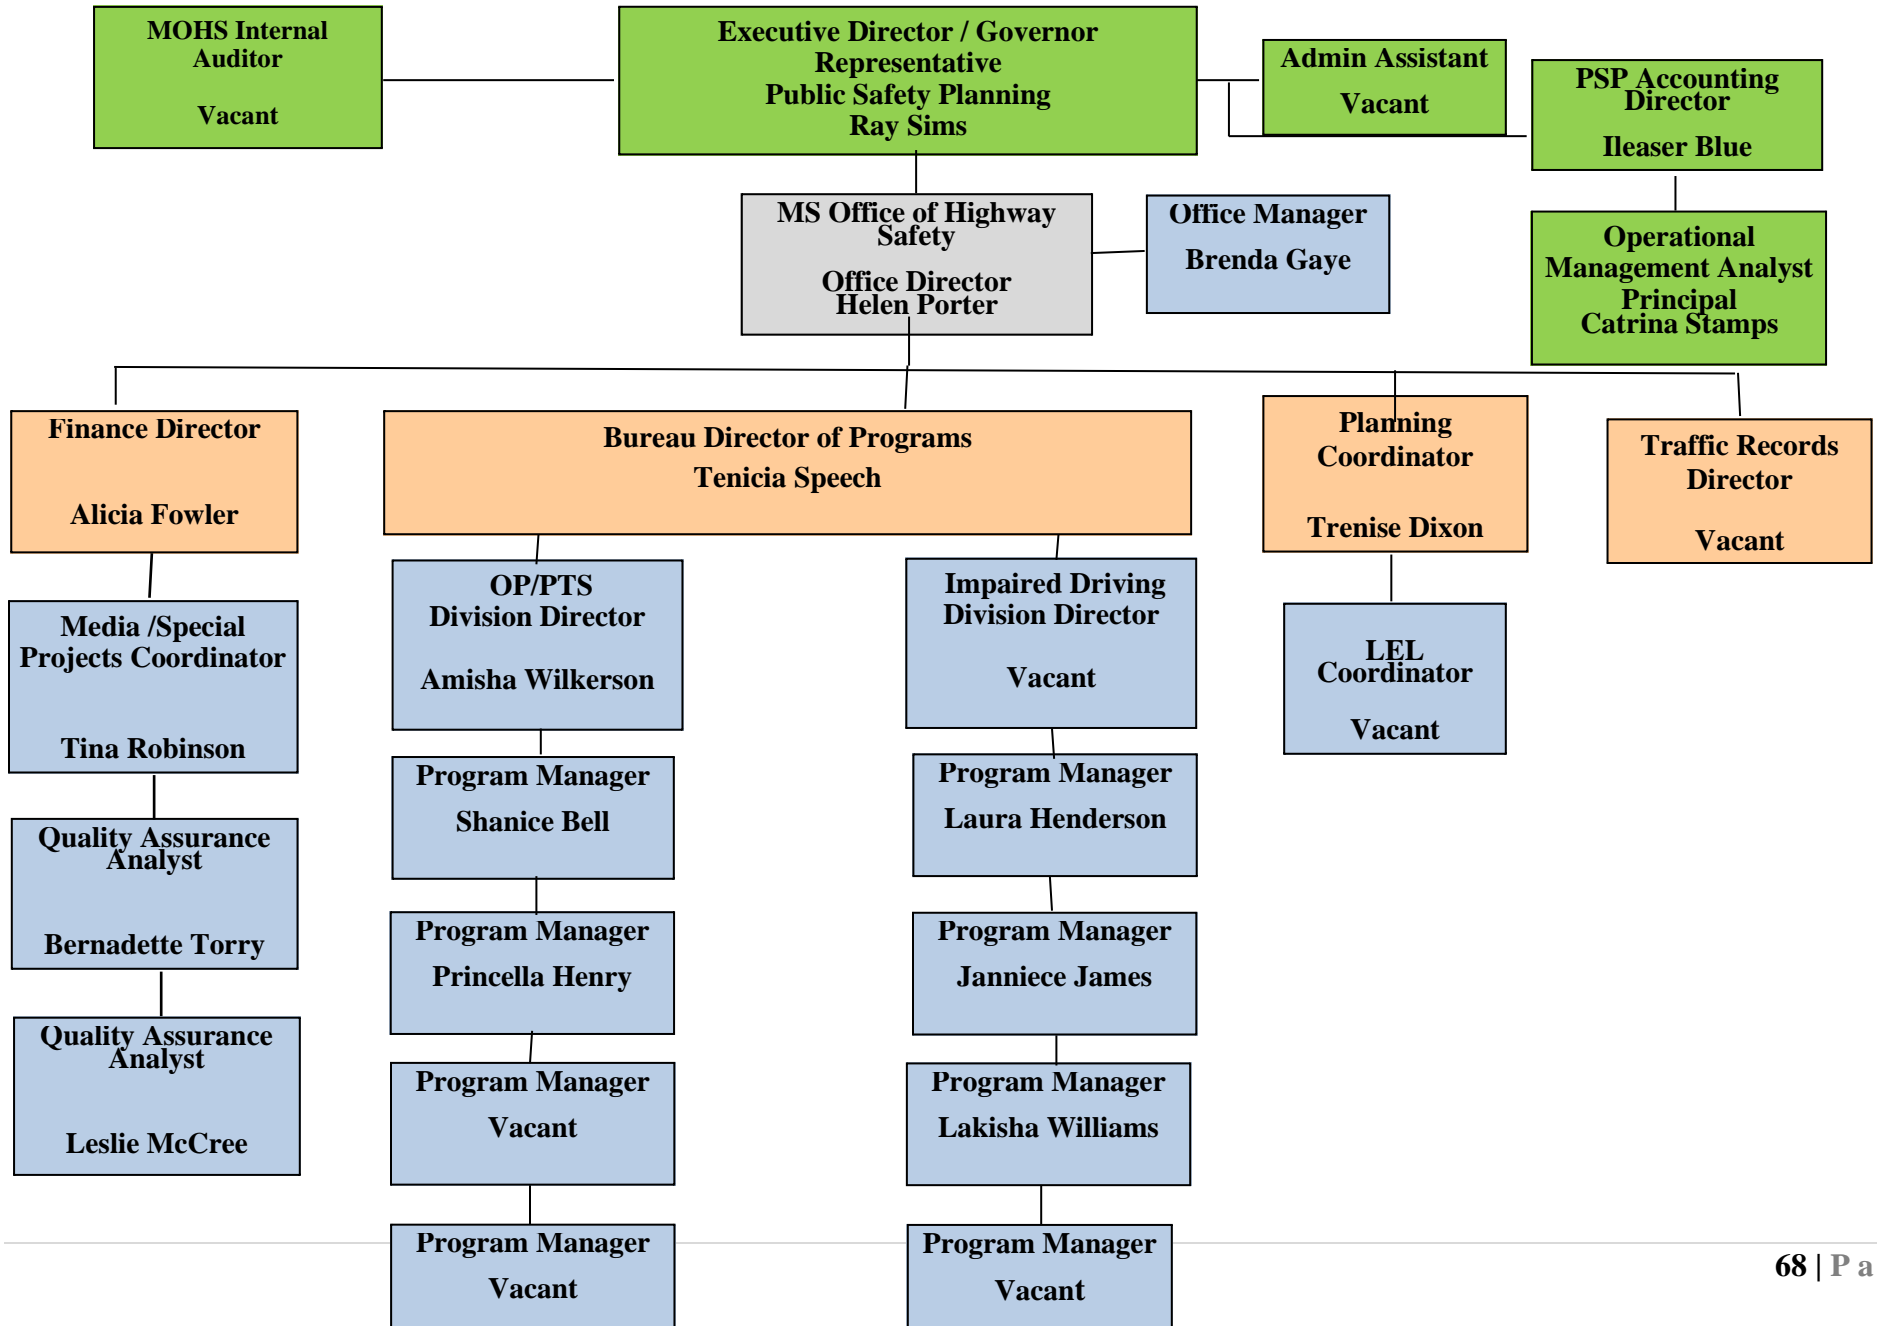 MOHS Internal
Auditor
Vacant
Executive Director / Governor
Representative
Public Safety Planning
Ray Sims
Admin Assistant
Vacant
PSP Accounting
Director
Ileaser Blue
MS Office of Highway
Safety
Office Director
Helen Porter
Office Manager
Brenda Gaye
Operational
Management Analyst
Principal
Catrina Stamps
Finance Director
Alicia Fowler
Bureau Director of Programs
Tenicia Speech
Planning
Coordinator
Trenise Dixon
Traffic Records
Director
Vacant
Media /Special
Projects Coordinator
Tina Robinson
OP/PTS
Division Director
Amisha Wilkerson
Impaired Driving
Division Director
Vacant
LEL
Coordinator
Vacant
Program Manager
Shanice Bell
Program Manager
Laura Henderson
Quality Assurance
Analyst
Bernadette Torry
Program Manager
Princella Henry
Program Manager
Janniece James
Quality Assurance
Analyst
Leslie McCree
Program Manager
Vacant
Program Manager
Lakisha Williams
Program Manager
Vacant
Program Manager
Vacant
68 | P a